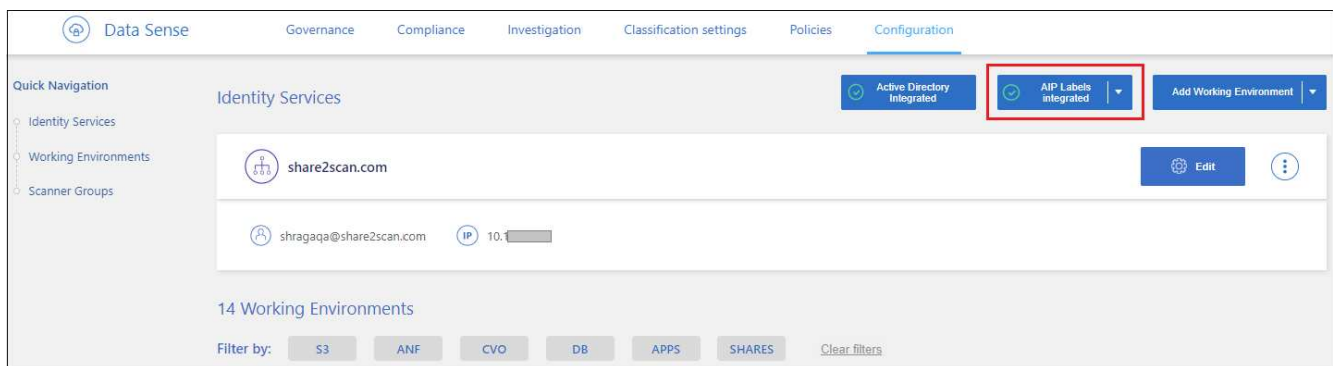 Data Sense
Governance Compliance Investigation Classification settings Policies Configuration
Quick Navigation
Identity Services
Working Environments
Scanner Groups
Identity Services
Active Directory
Integrated
AIP Labels
integrated
Add Working Environment
share2scan.com
Edit
shragaqa@share2scan.com IP 10.1
14 Working Environments
Filter by: S3 ANF CVO DB APPS SHARES Clear filters